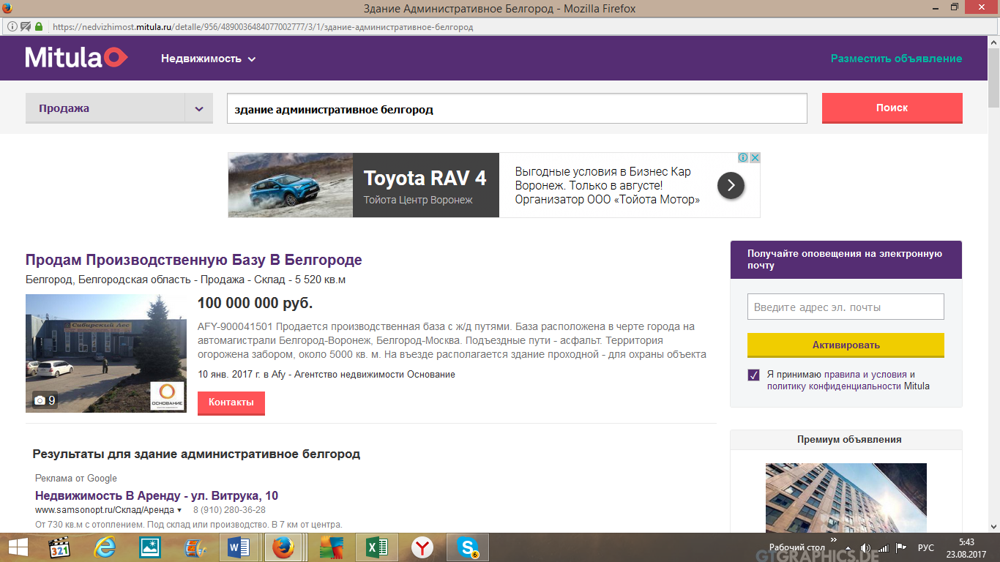 Здание Административное Белгород - Mozilla Firefox
https://nedvizhimost.mitula.ru/detalle/956/4890036484077002777/3/1/здание-административное-белгород
Mitula
Недвижимость
Разместить объявление
Продажа
здание административное белгород
Поиск
Toyota RAV 4
Тойота Центр Воронеж
Выгодные условия в Бизнес Кар
Воронеж. Только в августе!
Организатор ООО «Тойота Мотор»
Продам Производственную Базу В Белгороде
Белгород, Белгородская область - Продажа - Склад - 5 520 кв.м
Сибирский Лес
ОСНОВАНИЕ
9
100 000 000 руб.
AFY-900041501 Продается производственная база с ж/д путями. База расположена в черте города на
автомагистрали Белгород-Воронеж, Белгород-Москва. Подъездные пути - асфальт. Территория
огорожена забором, около 5000 кв. м. На въезде располагается здание проходной - для охраны объекта
10 янв. 2017 г. в Afy - Агентство недвижимости Основание
Контакты
Получайте оповещения на электронную
почту
Введите адрес эл. почты
Активировать
Я принимаю правила и условия и
политику конфиденциальности Mitula
Премиум объявления
Результаты для здание административное белгород
Реклама от Google
Недвижимость В Аренду - ул. Витрука, 10
www.samsonopt.ru/Склад/Аренда 8 (910) 280-36-28
От 730 кв.м с отоплением. Под склад или производство. В 7 км от центра.
321
6
Рабочий стол
»
РУС
5:43
23.08.2017
GTGRAPHICS.DE